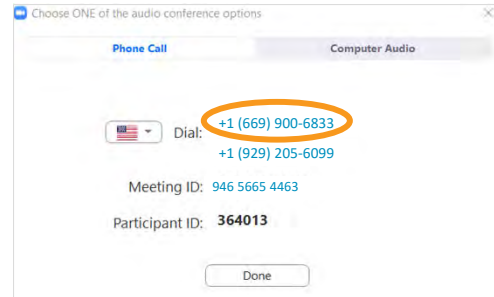 Choose ONE of the audio conference options
Phone Call Computer Audio
Dial: +1 (669) 900-6833
+1 (929) 205-6099
Meeting ID: 946 5665 4463
Participant ID: 364013
Done